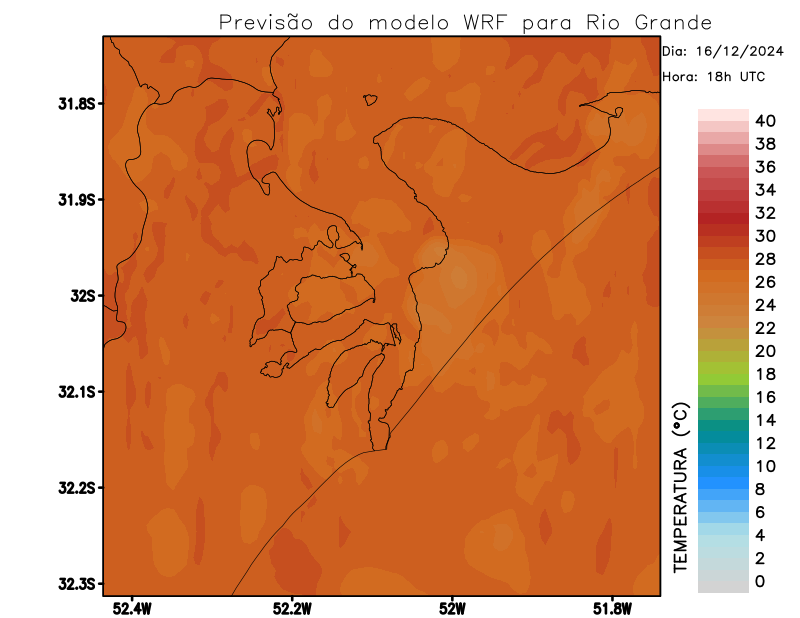 Previsão do modelo WRF para Rio Grande
Dia: 16/12/2024
Hora: 18h UTC
31.8S
31.9S
32S
32.1S
32.2S
32.3S
52.4W
52.2W
52W
51.8W
TEMPERATURA (°C)
40
38
36
34
32
30
28
26
24
22
20
18
16
14
12
10
8
6
4
2
0